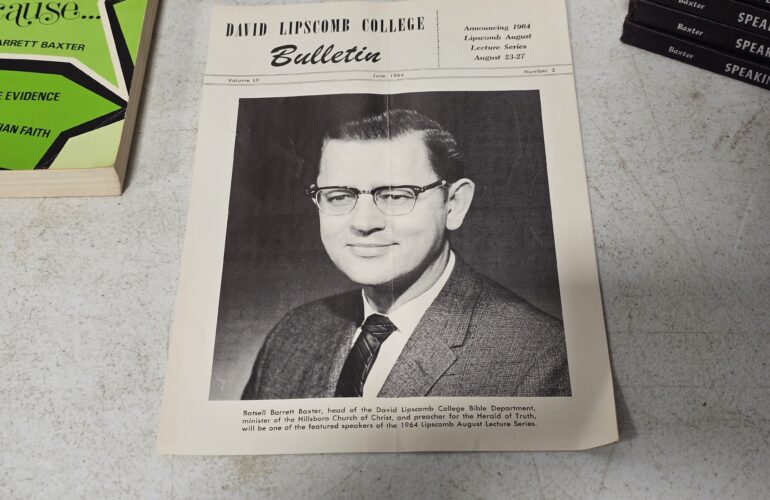 ause...
ARRETT BAXTER
E EVIDENCE
IAN FAITH
DAVID LIPSCOMB COLLEGE
Bulletin
Announcing 1964
Lipscomb August
Lecture Series
August 23-27
Volume LII
June 1964
Number 2
Batsell Barrett Baxter, head of the David Lipscomb College Bible Department,
minister of the Hillsboro Church of Christ, and preacher for the Herald of Truth,
will be one of the featured speakers of the 1964 Lipscomb August Lecture Series.
Baxter SPEA
Baxter SPEAK
Baxter SPEAKIN